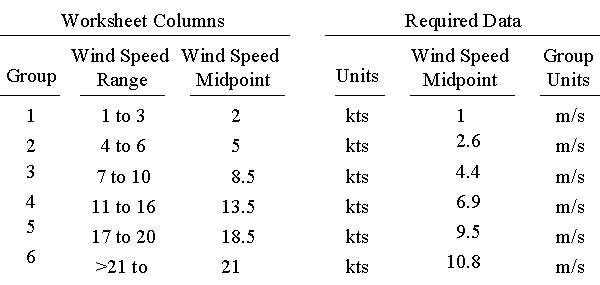 Worksheet Columns Required Data
Wind Speed Wind Speed Wind Speed Group
Group Range Midpoint Units Midpoint Units
1 1 to 3 2 kts 1 m/s
2 4 to 6 5 kts 2.6 m/s
3 7 to 10 8.5 kts 4.4 m/s
4 11 to 16 13.5 kts 6.9 m/s
5 17 to 20 18.5 kts 9.5 m/s
6 >21 to 21 kts 10.8 m/s